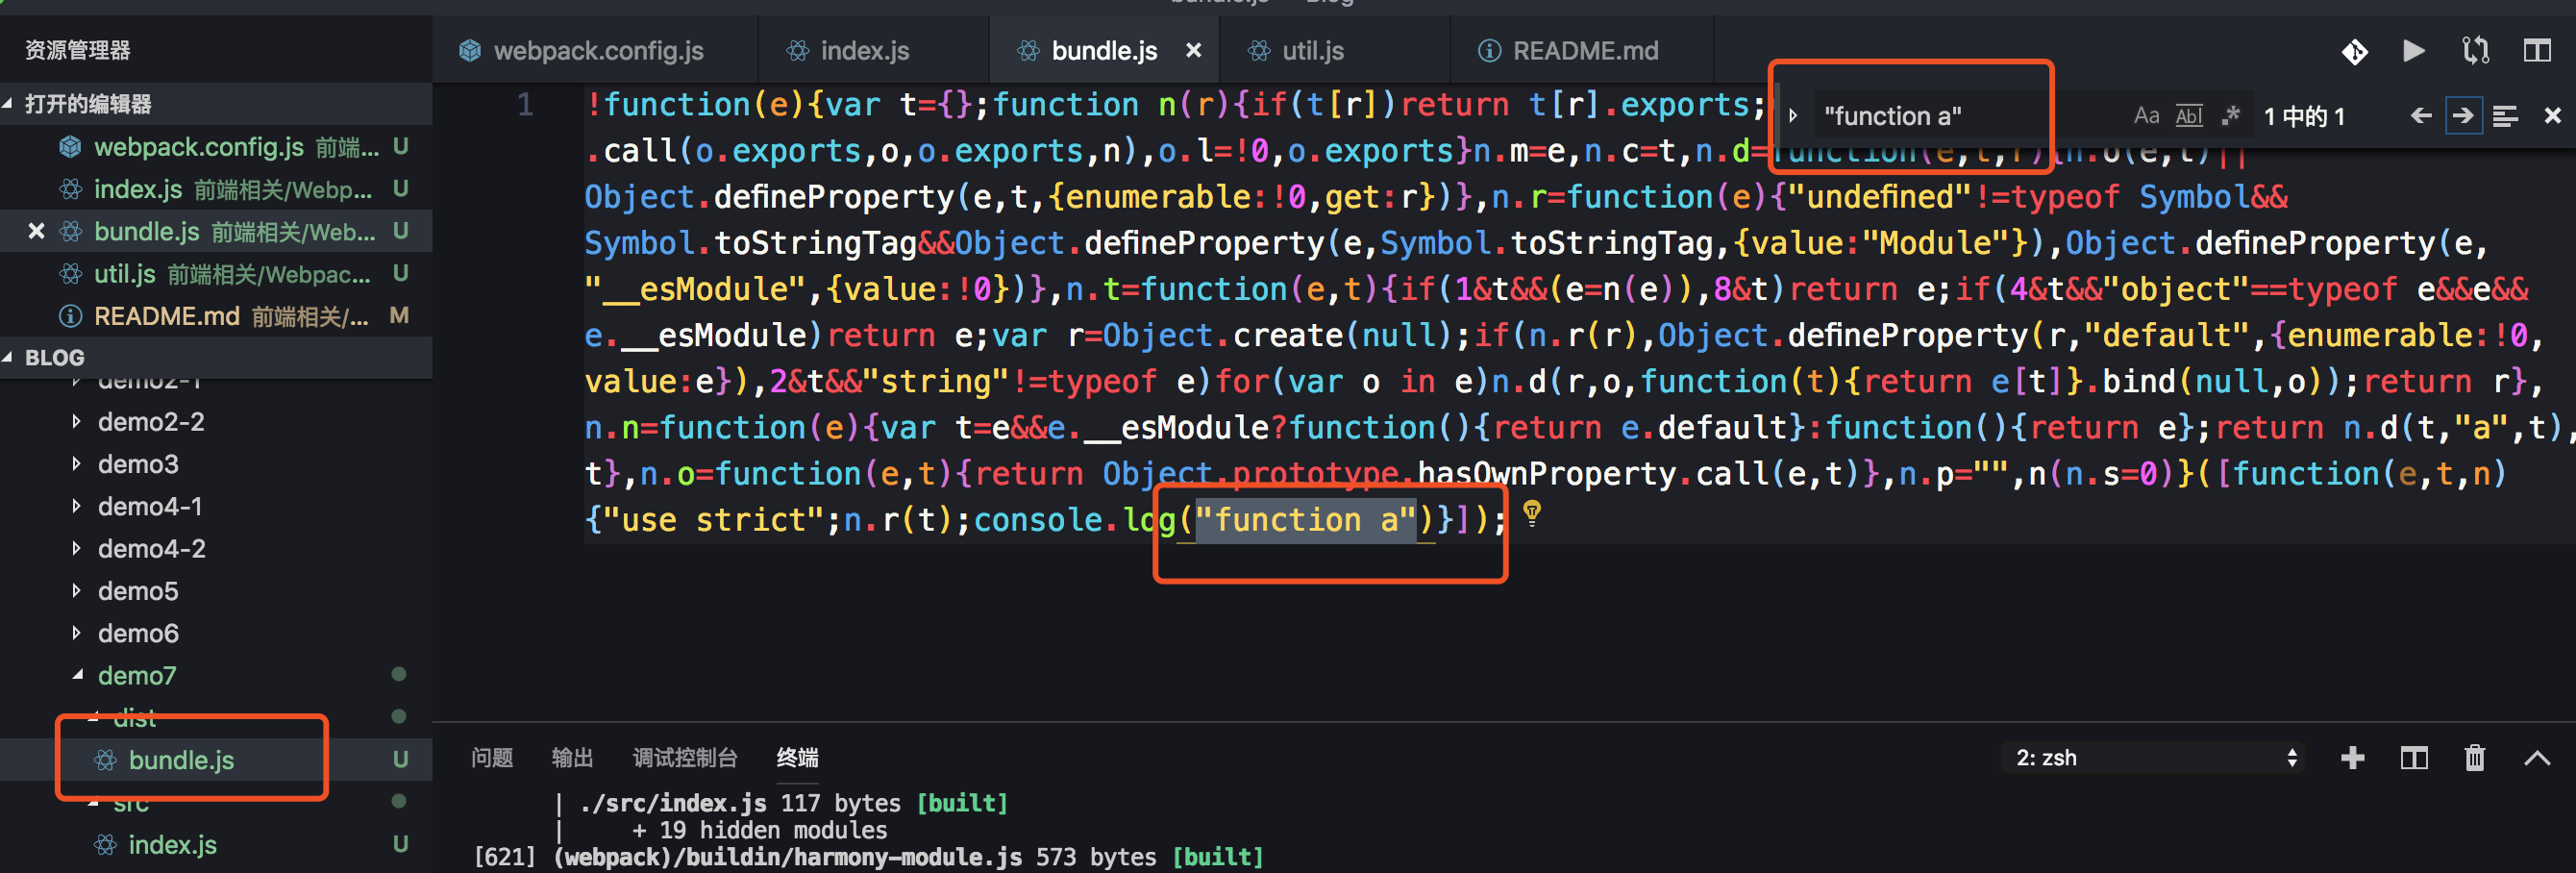 bundle.js — Blog
资源管理器
webpack.config.js
index.js
bundle.js
util.js
README.md
打开的编辑器
webpack.config.js 前端... U
index.js 前端相关/Webp... U
bundle.js 前端相关/Web... U
util.js 前端相关/Webpac... U
README.md 前端相关/... M
BLOG
demo2-1
demo2-2
demo3
demo4-1
demo4-2
demo5
demo6
demo7
dist
bundle.js U
src
index.js U
"function a"
Aa Abl .* 1 中的 1
1 !function(e){var t={};function n(r){if(t[r])return t[r].exports;
.call(o.exports,o,o.exports,n),o.l=!0,o.exports}n.m=e,n.c=t,n.d=function(e,t,r){n.o(e,t)||
Object.defineProperty(e,t,{enumerable:!0,get:r})},n.r=function(e){"undefined"!=typeof Symbol&&
Symbol.toStringTag&&Object.defineProperty(e,Symbol.toStringTag,{value:"Module"}),Object.defineProperty(e,
"__esModule",{value:!0})},n.t=function(e,t){if(1&t&&(e=n(e)),8&t)return e;if(4&t&&"object"==typeof e&&e&&
e.__esModule)return e;var r=Object.create(null);if(n.r(r),Object.defineProperty(r,"default",{enumerable:!0,
value:e}),2&t&&"string"!=typeof e)for(var o in e)n.d(r,o,function(t){return e[t]}.bind(null,o));return r},
n.n=function(e){var t=e&&e.__esModule?function(){return e.default}:function(){return e};return n.d(t,"a",t),
t},n.o=function(e,t){return Object.prototype.hasOwnProperty.call(e,t)},n.p="",n(n.s=0)}([function(e,t,n)
{"use strict";n.r(t);console.log("function a")}]);
问题 输出 调试控制台 终端
2: zsh
| ./src/index.js 117 bytes [built]
| + 19 hidden modules
[621] (webpack)/buildin/harmony-module.js 573 bytes [built]